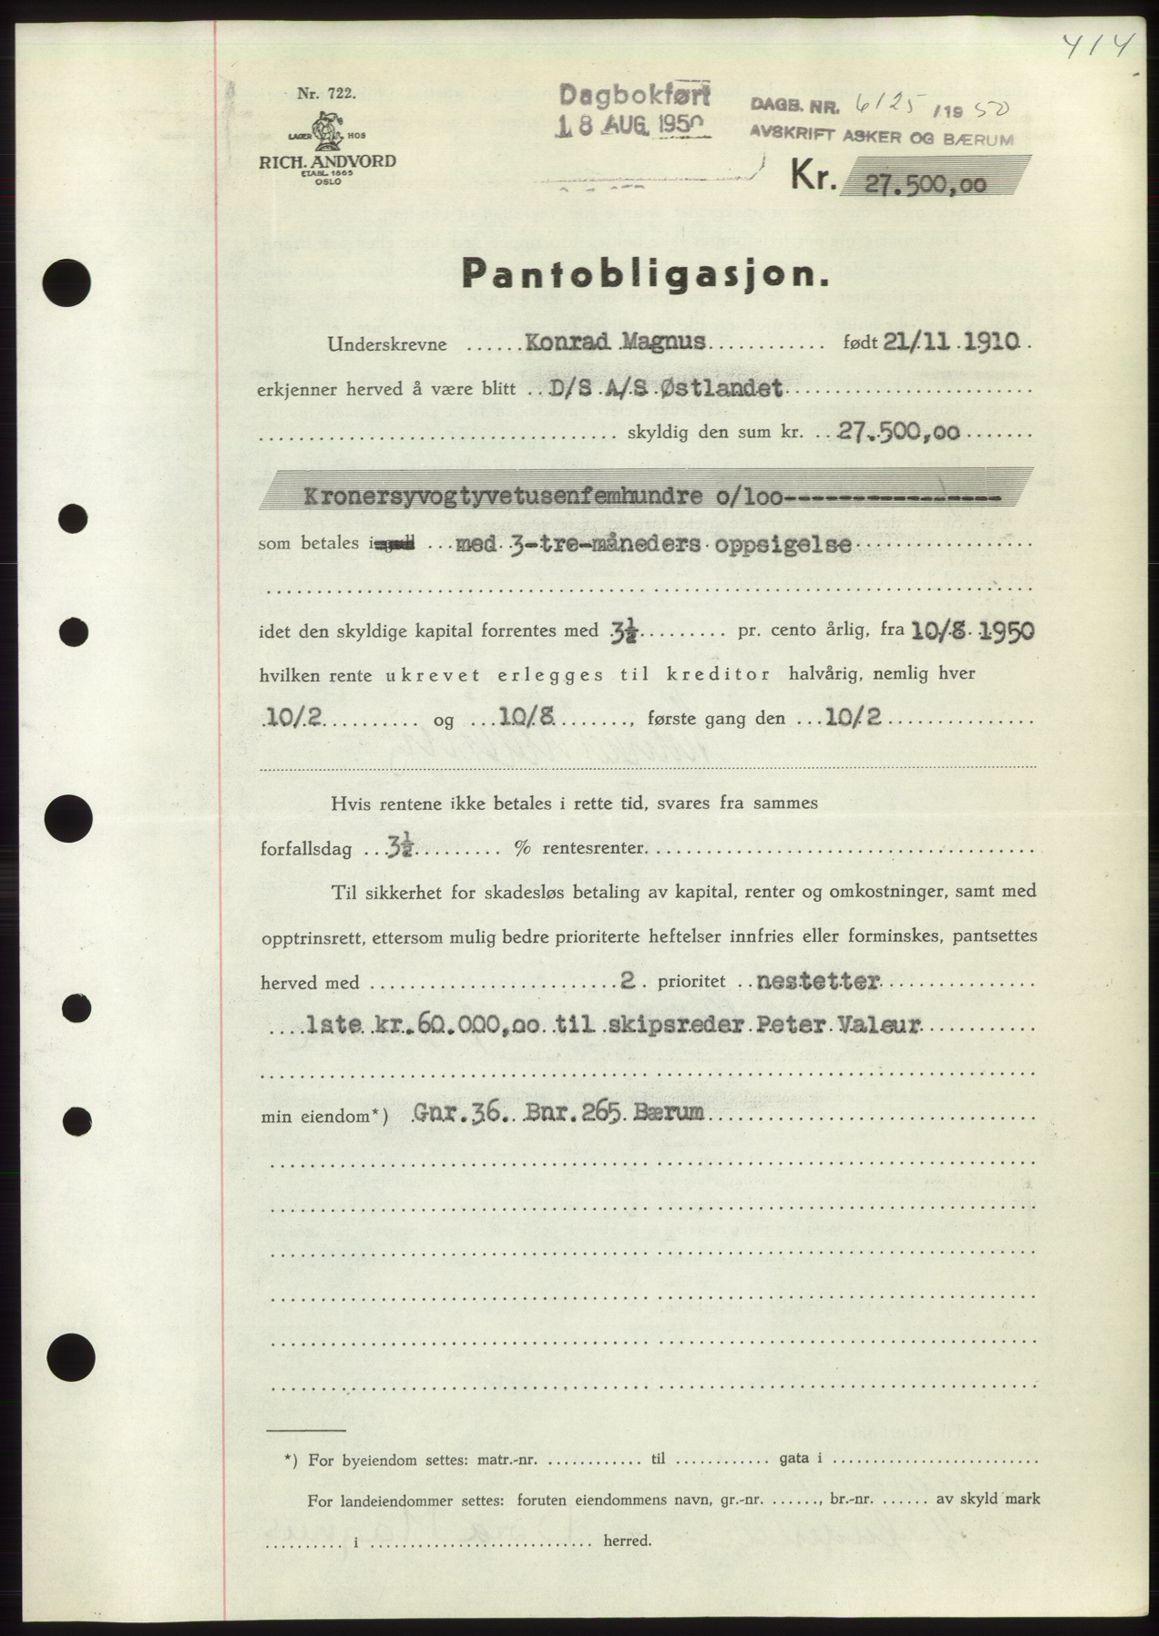 414
Nr. 722.
LAGER HOS
RICH. ANDVORD
ETABL. 1865
OSLO
Dagbokført
18 AUG. 1950
DAGB. NR. 6125/1950
AVSKRIFT ASKER OG BÆRUM
Kr. 27.500,00
Pantobligasjon.
Underskrevne ......Konrad Magnus............ født 21/11 1910.
erkjenner herved å være blitt ..D/S A/S Østlandet
skyldig den sum kr. ..27.500,00.......
Kronersyvogtyvetusenfemhundre o/loo------------------
som betales i ...med 3-tre-måneders oppsigelse
idet den skyldige kapital forrentes med 3½......... pr. cento årlig, fra 10/8. 1950
hvilken rente ukrevet erlegges til kreditor halvårig, nemlig hver
.10/2.......... og ...10/8......., første gang den ...10/2
Hvis rentene ikke betales i rette tid, svares fra sammes
forfallsdag ...3½......... % rentesrenter.
Til sikkerhet for skadesløs betaling av kapital, renter og omkostninger, samt med
opptrinsrett, ettersom mulig bedre prioriterte heftelser innfries eller forminskes, pantsettes
herved med .........................2. prioritet ..nestetter
....1ste kr.60.000,oo til skipsreder Peter Valeur
min eiendom*) .Gnr.36. Bnr.265 Bærum
*) For byeiendom settes: matr.-nr. ............ til ............ gata i
For landeiendommer settes: foruten eiendommens navn, gr.-nr. ......, br.-nr. ...... av skyld mark
.......... i ............................ herred.